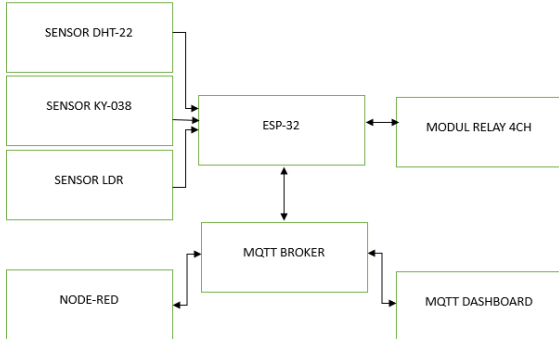 SENSOR DHT-22
SENSOR KY-038
ESP-32
MODUL RELAY 4CH
SENSOR LDR
MQTT BROKER
NODE-RED
MQTT DASHBOARD